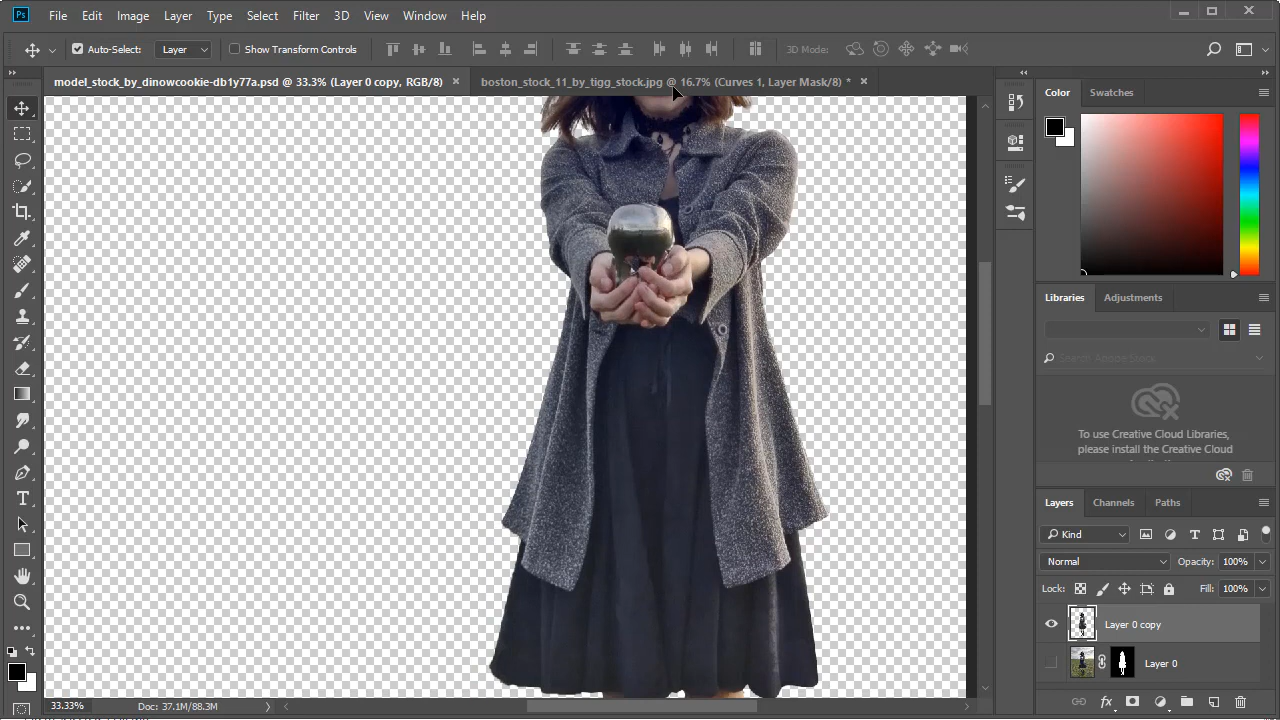 Ps File Edit Image Layer Type Select Filter 3D View Window Help
Auto-Select: Layer Show Transform Controls 3D Mode:
model_stock_by_dinowcookie-db1y77a.psd @ 33.3% (Layer 0 copy, RGB/8) × boston_stock_11_by_tigg_stock.jpg @ 16.7% (Curves 1, Layer Mask/8) * ×
Color Swatches
Libraries Adjustments
Search Adobe Stock
To use Creative Cloud Libraries,
please install the Creative Cloud
Layers Channels Paths
Kind
Normal Opacity: 100%
Lock: Fill: 100%
Layer 0 copy
Layer 0
33.33% Doc: 37.1M/88.3M